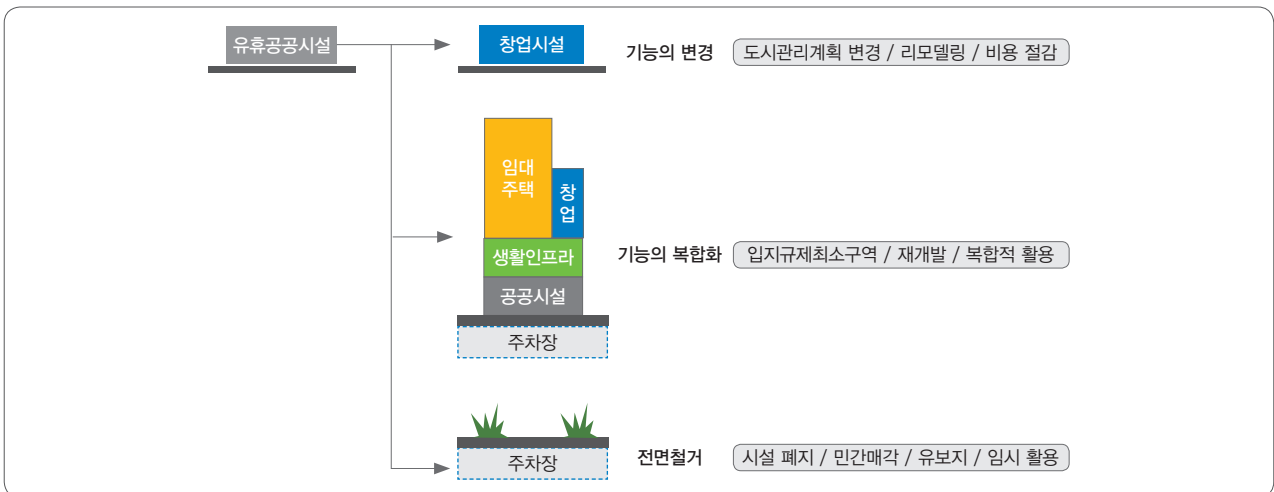 유휴공공시설
창업시설
기능의 변경
도시관리계획 변경 / 리모델링 / 비용 절감
임대
주택
창
업
생활인프라
공공시설
주차장
기능의 복합화
입지규제최소구역 / 재개발 / 복합적 활용
주차장
전면철거
시설 폐지 / 민간매각 / 유보지 / 임시 활용